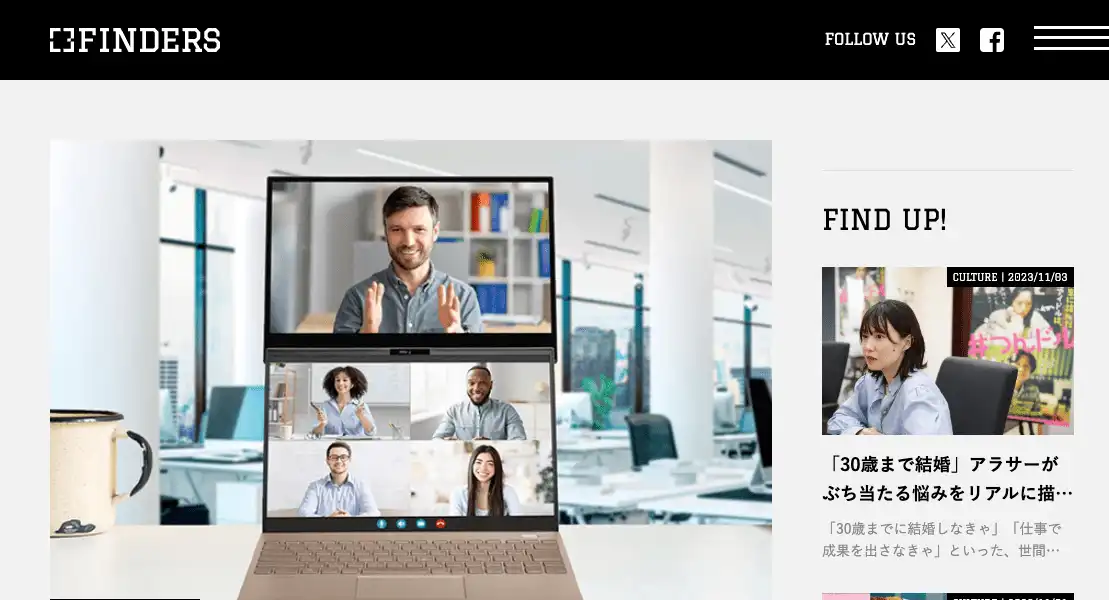 FINDERS
FOLLOW US
FIND UP!
CULTURE | 2023/11/03
#つんドル
「30歳まで結婚」アラサーが
ぶち当たる悩みをリアルに描…
「30歳までに結婚しなきゃ」「仕事で
成果を出さなきゃ」といった、世間…